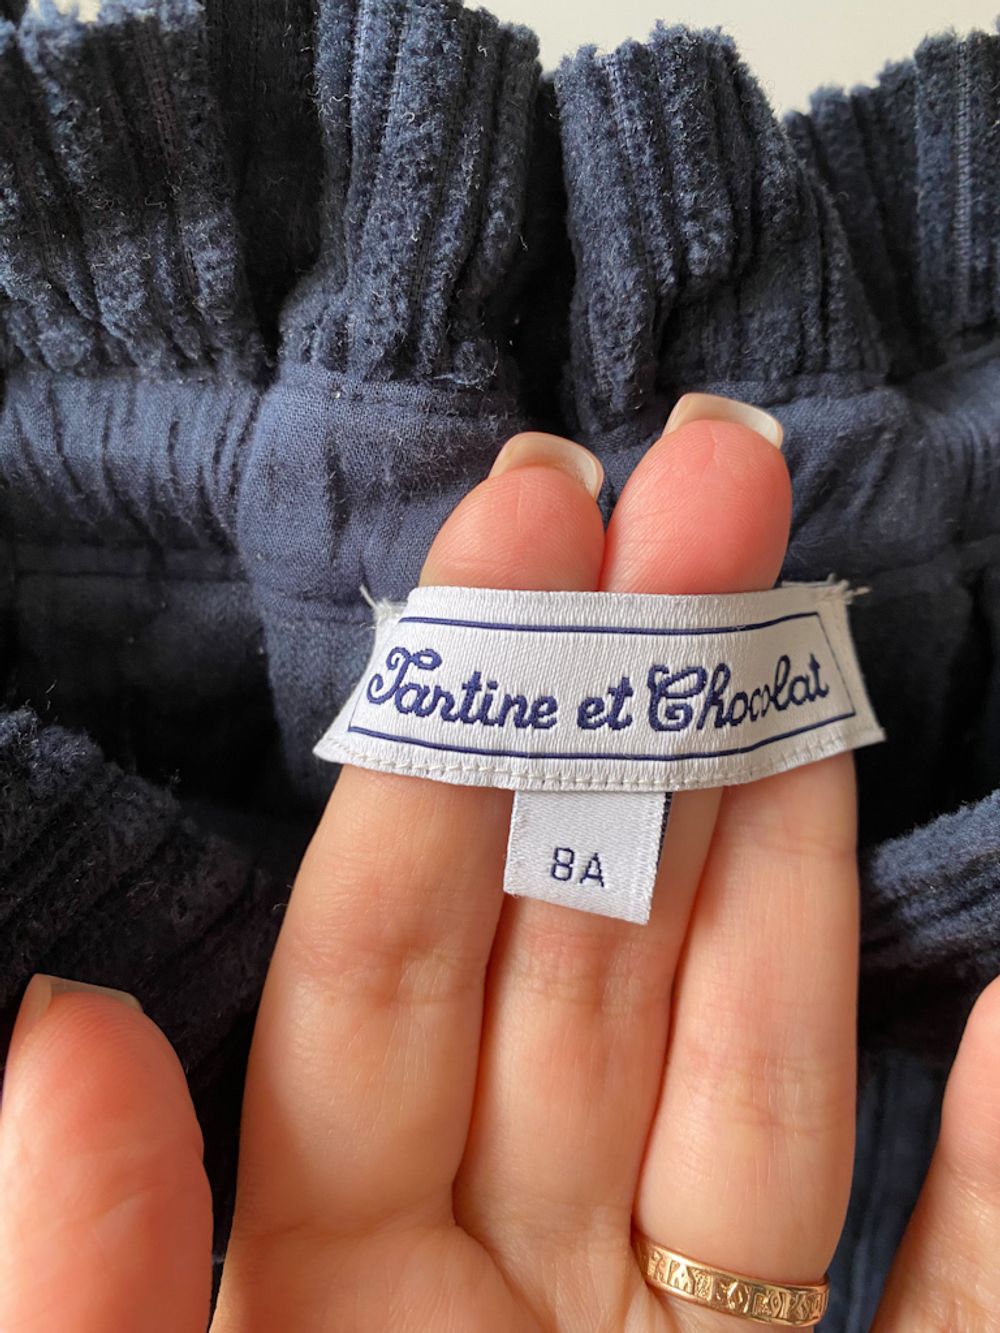 Tartine et Chocolat
8A